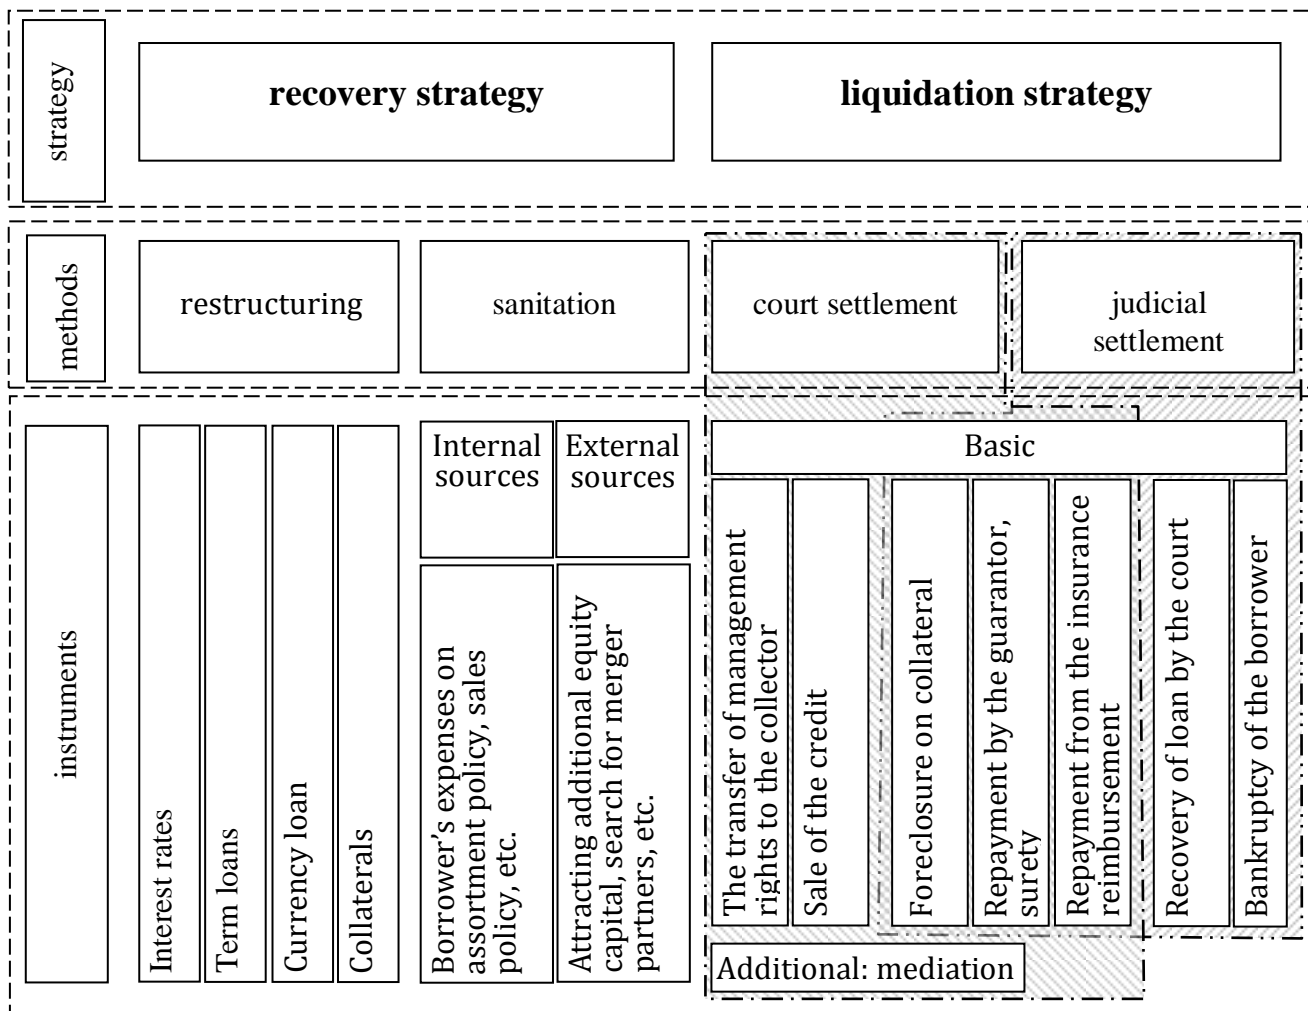 strategy
recovery strategy
liquidation strategy
methods
restructuring
sanitation
court settlement
judicial
settlement
instruments
Interest rates
Term loans
Currency loan
Collaterals
Internal
sources
External
sources
Borrower’s expenses on
assortment policy, sales
policy, etc.
Attracting additional equity
capital, search for merger
partners, etc.
Basic
The transfer of management
rights to the collector
Sale of the credit
Foreclosure on collateral
Repayment by the guarantor,
surety
Repayment from the insurance
reimbursement
Recovery of loan by the court
Bankruptcy of the borrower
Additional: mediation